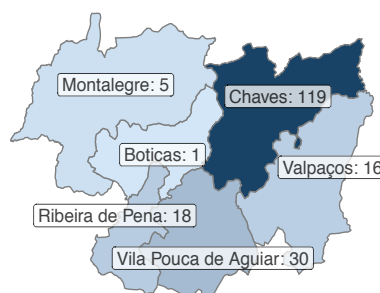 Montalegre: 5
Chaves: 119
Boticas: 1
Valpaços: 16
Ribeira de Pena: 18
Vila Pouca de Aguiar: 30